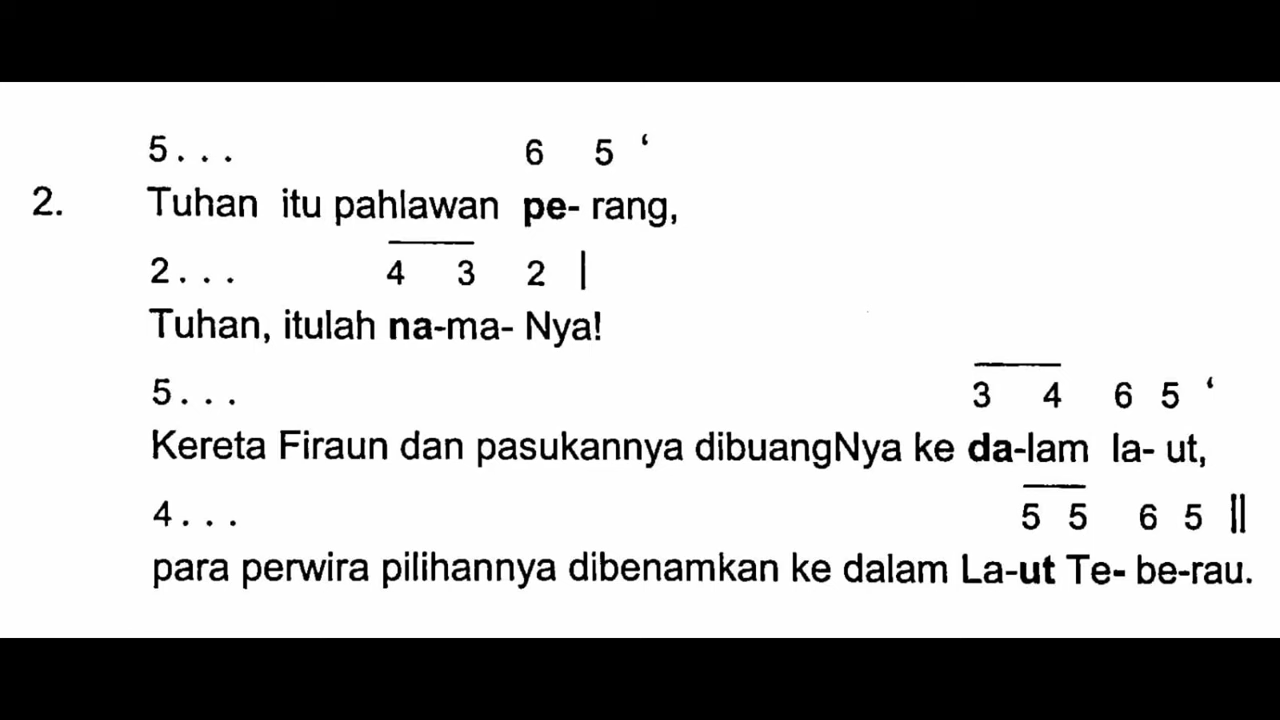 5 . . . 6 5 ‘
2. Tuhan itu pahlawan pe- rang,
2 . . . 4 3 2 |
Tuhan, itulah na-ma- Nya!
5 . . . 3 4 6 5 ‘
Kereta Firaun dan pasukannya dibuangNya ke da-lam la- ut,
4 . . . 5 5 6 5 ||
para perwira pilihannya dibenamkan ke dalam La-ut Te- be-rau.